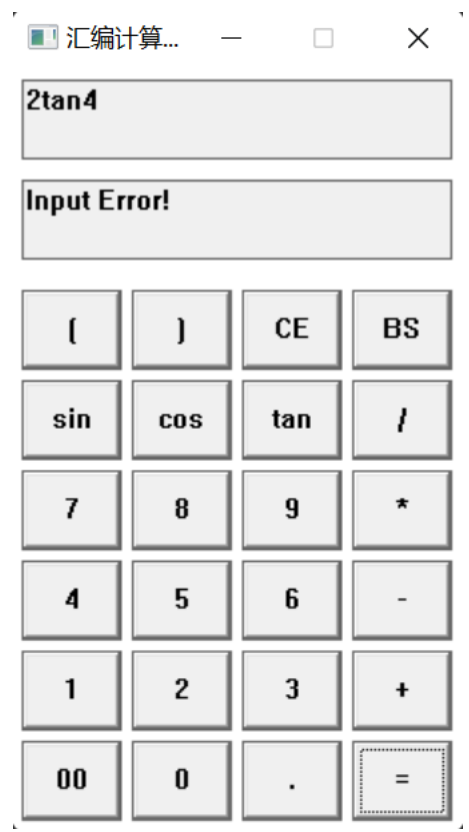 汇编计算...
2tan4
Input Error!
( ) CE BS
sin cos tan /
7 8 9 *
4 5 6 -
1 2 3 +
00 0 . =